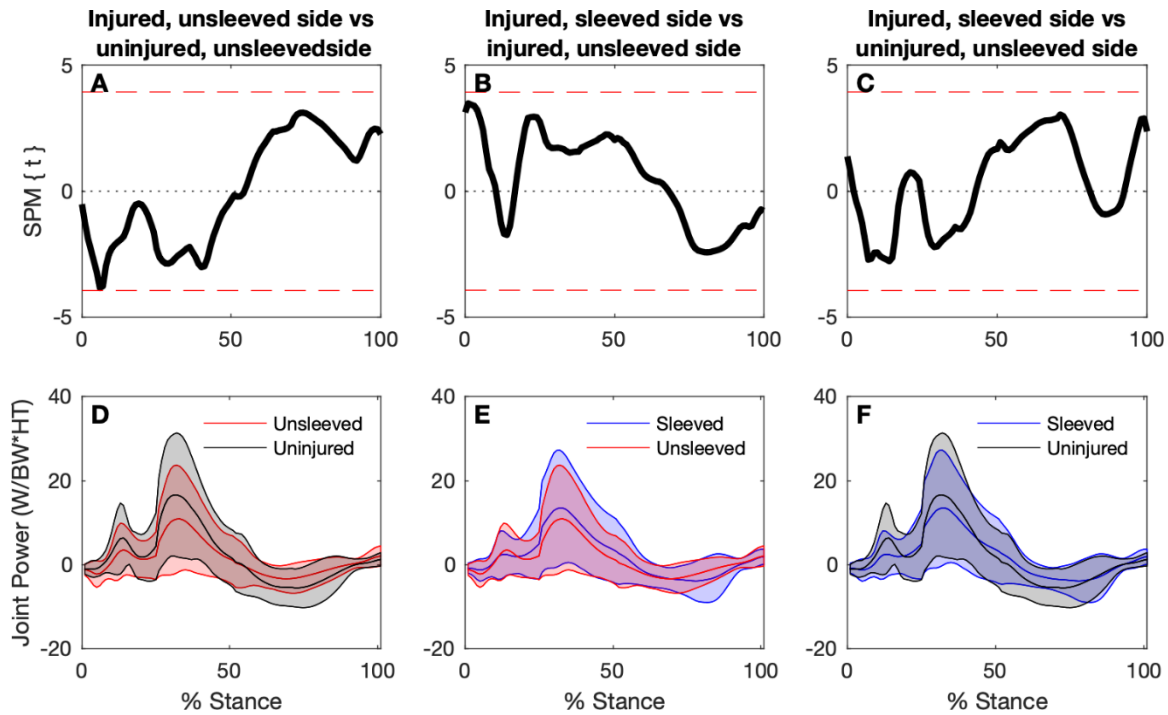 Injured, unsleeved side vs
uninjured, unsleevedside
Injured, sleeved side vs
injured, unsleeved side
Injured, sleeved side vs
uninjured, unsleeved side
A
B
C
SPM { t }
5
0
-5
0
50
100
5
0
-5
0
50
100
5
0
-5
0
50
100
D
Unsleeved
Uninjured
E
Sleeved
Unsleeved
F
Sleeved
Uninjured
Joint Power (W/BW*HT)
40
20
0
-20
0
50
100
% Stance
40
20
0
-20
0
50
100
% Stance
40
20
0
-20
0
50
100
% Stance